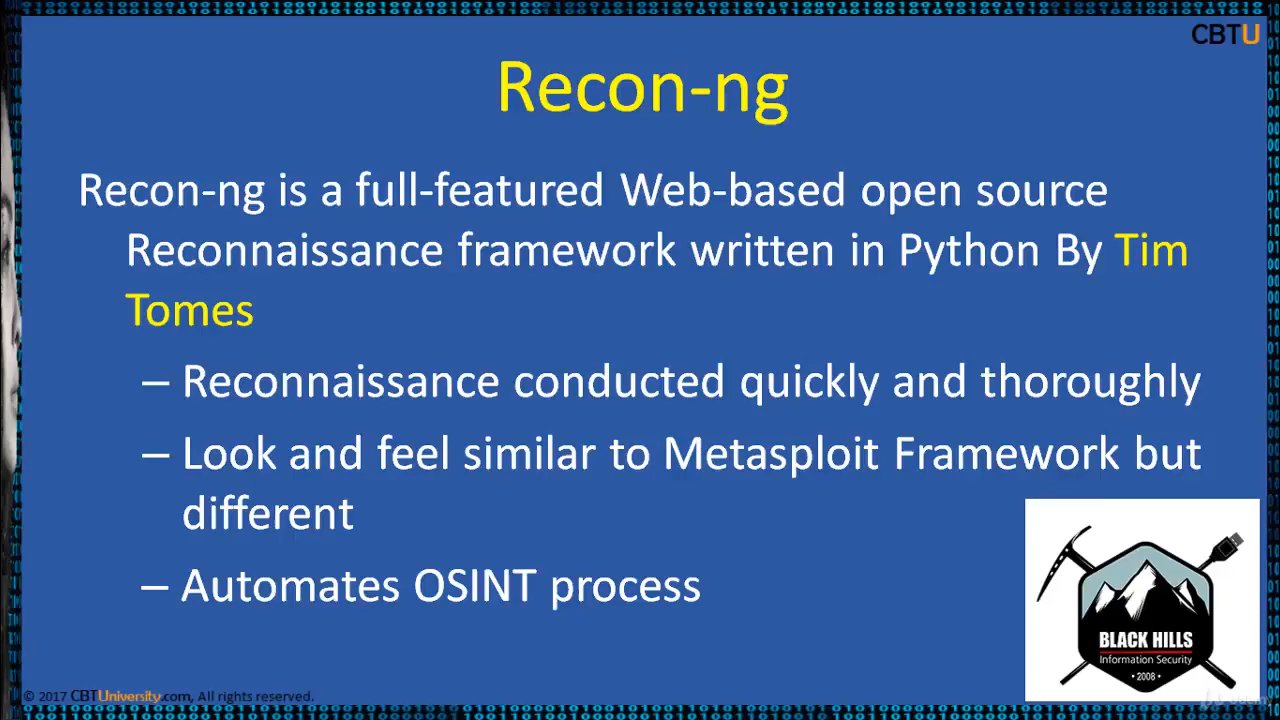 CBTU
Recon-ng
Recon-ng is a full-featured Web-based open source
Reconnaissance framework written in Python By Tim
Tomes
– Reconnaissance conducted quickly and thoroughly
– Look and feel similar to Metasploit Framework but
different
– Automates OSINT process
BLACK HILLS
Information Security
• 2008 •
© 2017 CBTUniversity.com, All rights reserved.